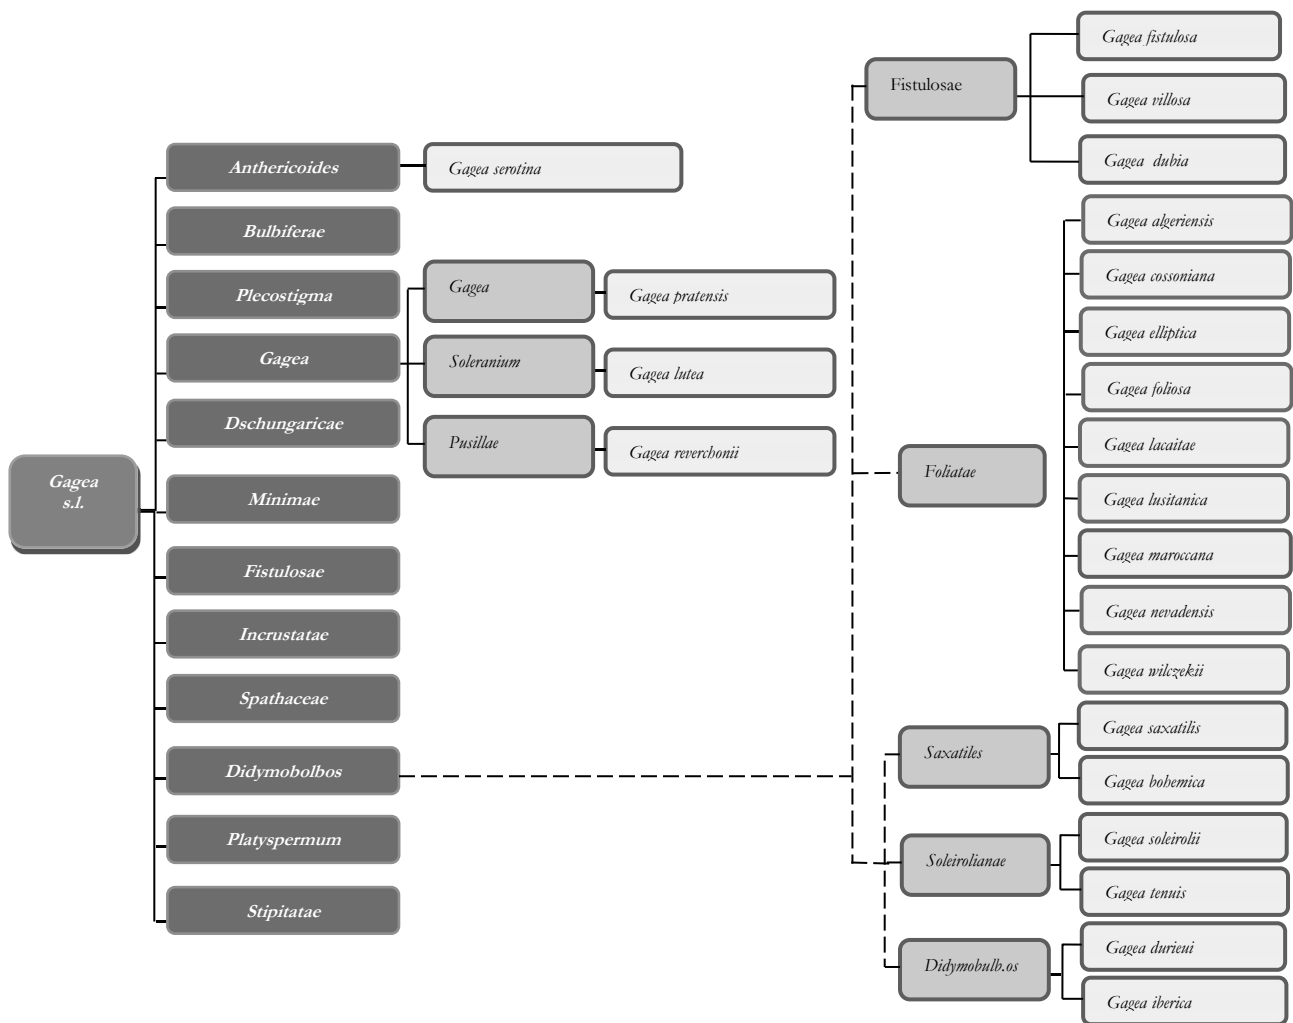 Gagea
s.l.
Anthericoides
Bulbiferae
Plecostigma
Gagea
Dschungaricae
Minimae
Fistulosae
Incrustatae
Spathaceae
Didymobolbos
Platyspermum
Stipitatae
Gagea serotina
Gagea
Soleranium
Pusillae
Gagea pratensis
Gagea lutea
Gagea reverchonii
Fistulosae
Foliatae
Saxatiles
Soleirolianae
Didymobulb.os
Gagea fistulosa
Gagea villosa
Gagea dubia
Gagea algeriensis
Gagea cossoniana
Gagea elliptica
Gagea foliosa
Gagea lacaitae
Gagea lusitanica
Gagea maroccana
Gagea nevadensis
Gagea wilczekii
Gagea saxatilis
Gagea bohemica
Gagea soleirolii
Gagea tenuis
Gagea durieui
Gagea iberica